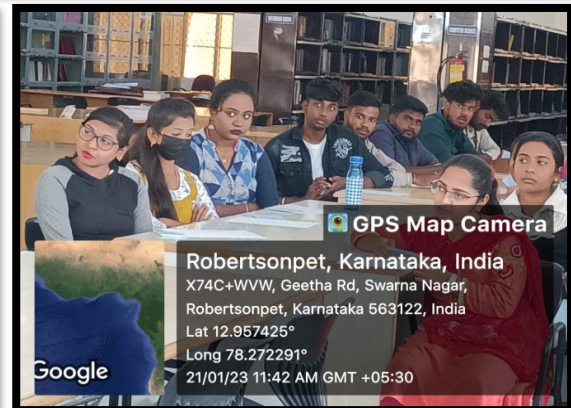 GPS Map Camera
Robertsonpet, Karnataka, India
X74C+WVW, Geetha Rd, Swarna Nagar,
Robertsonpet, Karnataka 563122, India
Lat 12.957425°
Long 78.272291°
21/01/23 11:42 AM GMT +05:30
Google